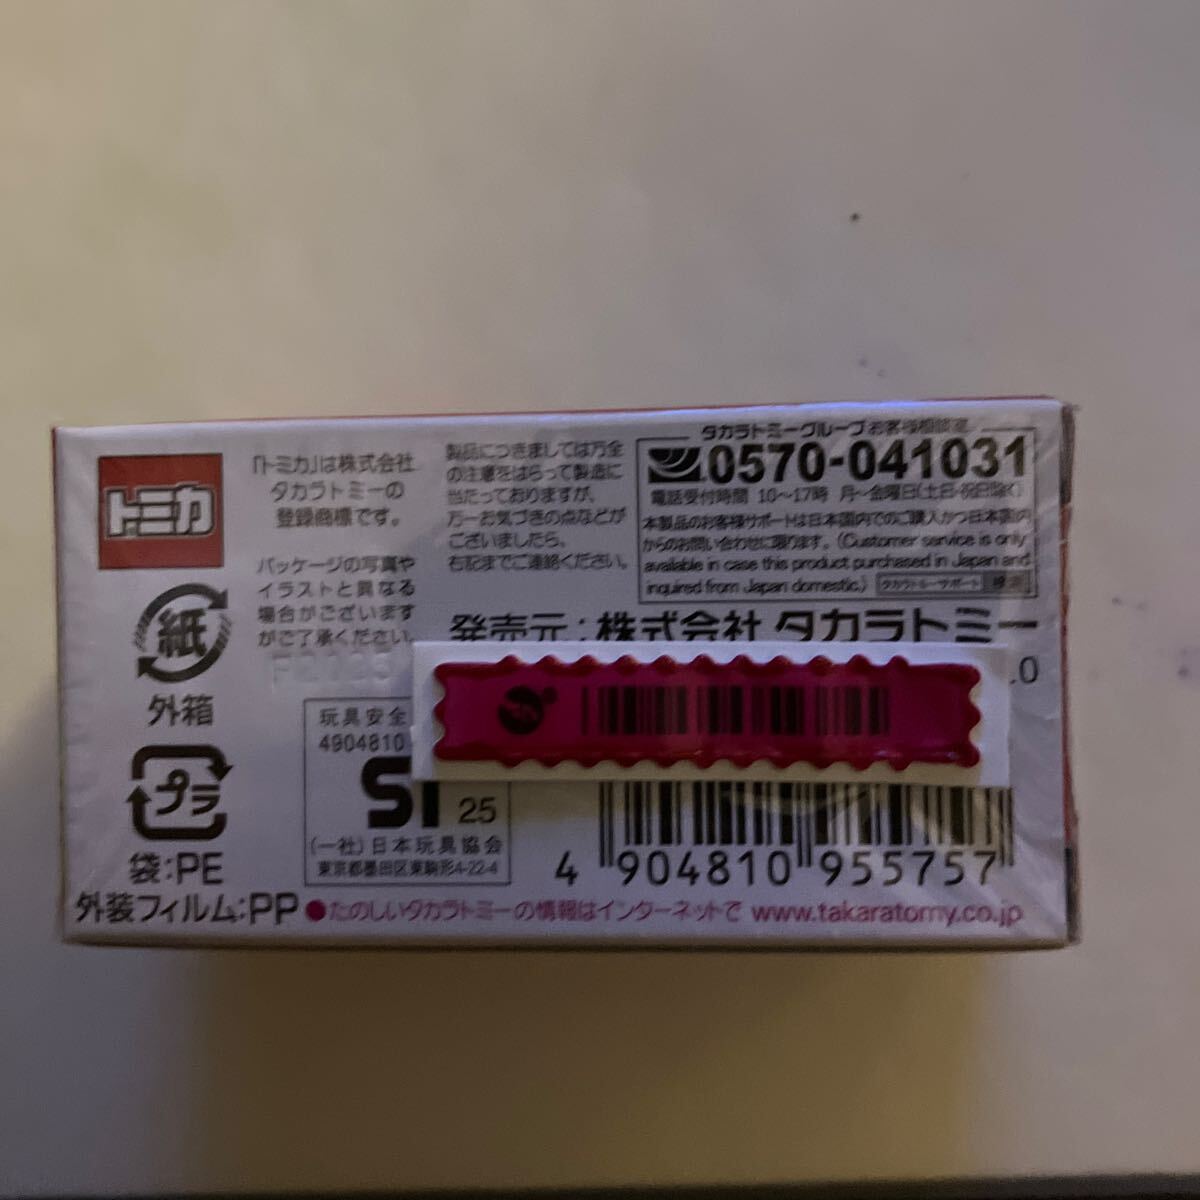 トミカ
「トミカ」は株式会社
タカラトミーの
登録商標です。
パッケージの写真や
イラストと異なる
場合がございます
がご了承ください。
紙
外箱
プラ
袋:PE
外装フィルム:PP
製品につきましては万全
の注意をはらって製造に
当たっておりますが、
万一お気づきの点などが
ございましたら、
右記までご連絡ください。
タカラトミーグループお客様相談室
0570-041031
電話受付時間 10〜17時 月〜金曜日(土日・祝日除く)
本製品のお客様サポートは日本国内でのご購入かつ日本国内
からのお問い合わせに限ります。(Customer service is only
available in case this product purchased in Japan and
inquired from Japan domestic.) タカラトミーサポート 検索
発売元:株式会社 タカラトミー
.0
玩具安全
4904810
ST
25
(一社)日本玩具協会
東京都墨田区東駒形4-22-4
4 904810 955757
●たのしいタカラトミーの情報はインターネットで www.takaratomy.co.jp